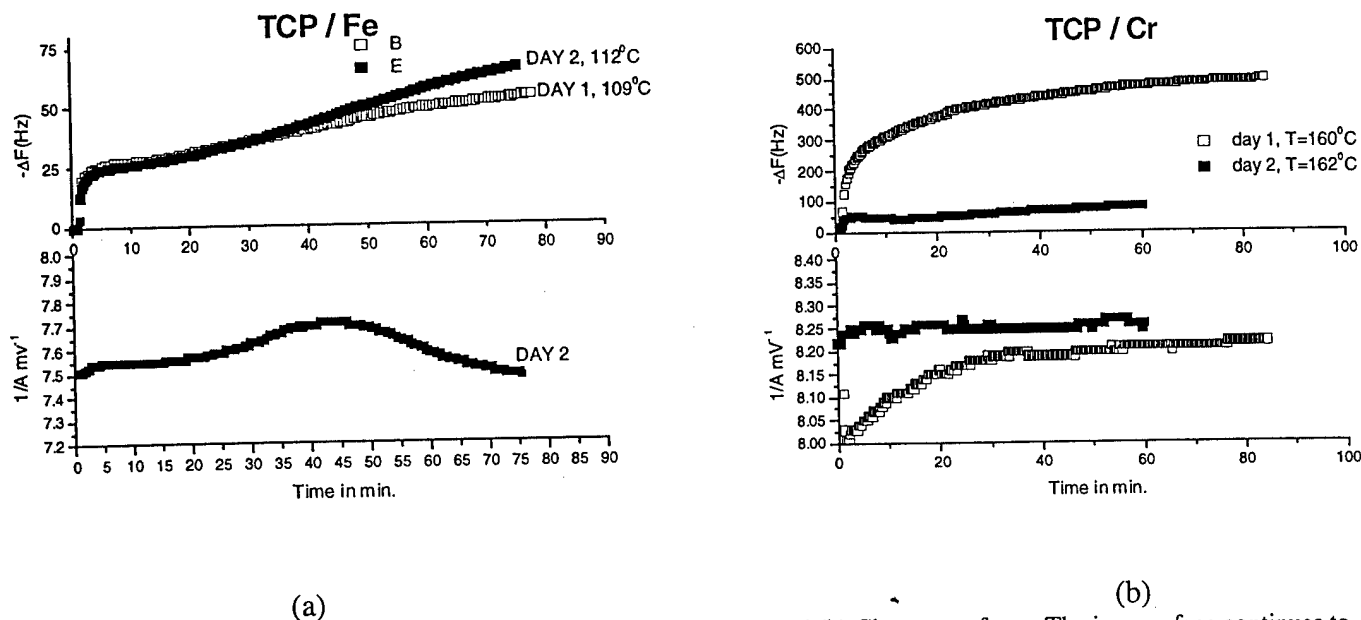 TCP / Fe
B
E
DAY 2, 112°C
DAY 1, 109°C
-ΔF(Hz)
75
50
25
0
0 10 20 30 40 50 60 70 80 90
8.0
7.9
7.8
7.7
7.6
7.5
7.4
7.3
7.2
1/A mV⁻¹
DAY 2
0 5 10 15 20 25 30 35 40 45 50 55 60 65 70 75 80 85 90
Time in min.
(a)
TCP / Cr
-ΔF(Hz)
600
500
400
300
200
100
0
day 1, T=160°C
day 2, T=162°C
0 20 40 60 80 100
8.40
8.35
8.30
8.25
8.20
8.15
8.10
8.05
8.00
1/A mV⁻¹
0 20 40 60 80 100
Time in min.
(b)